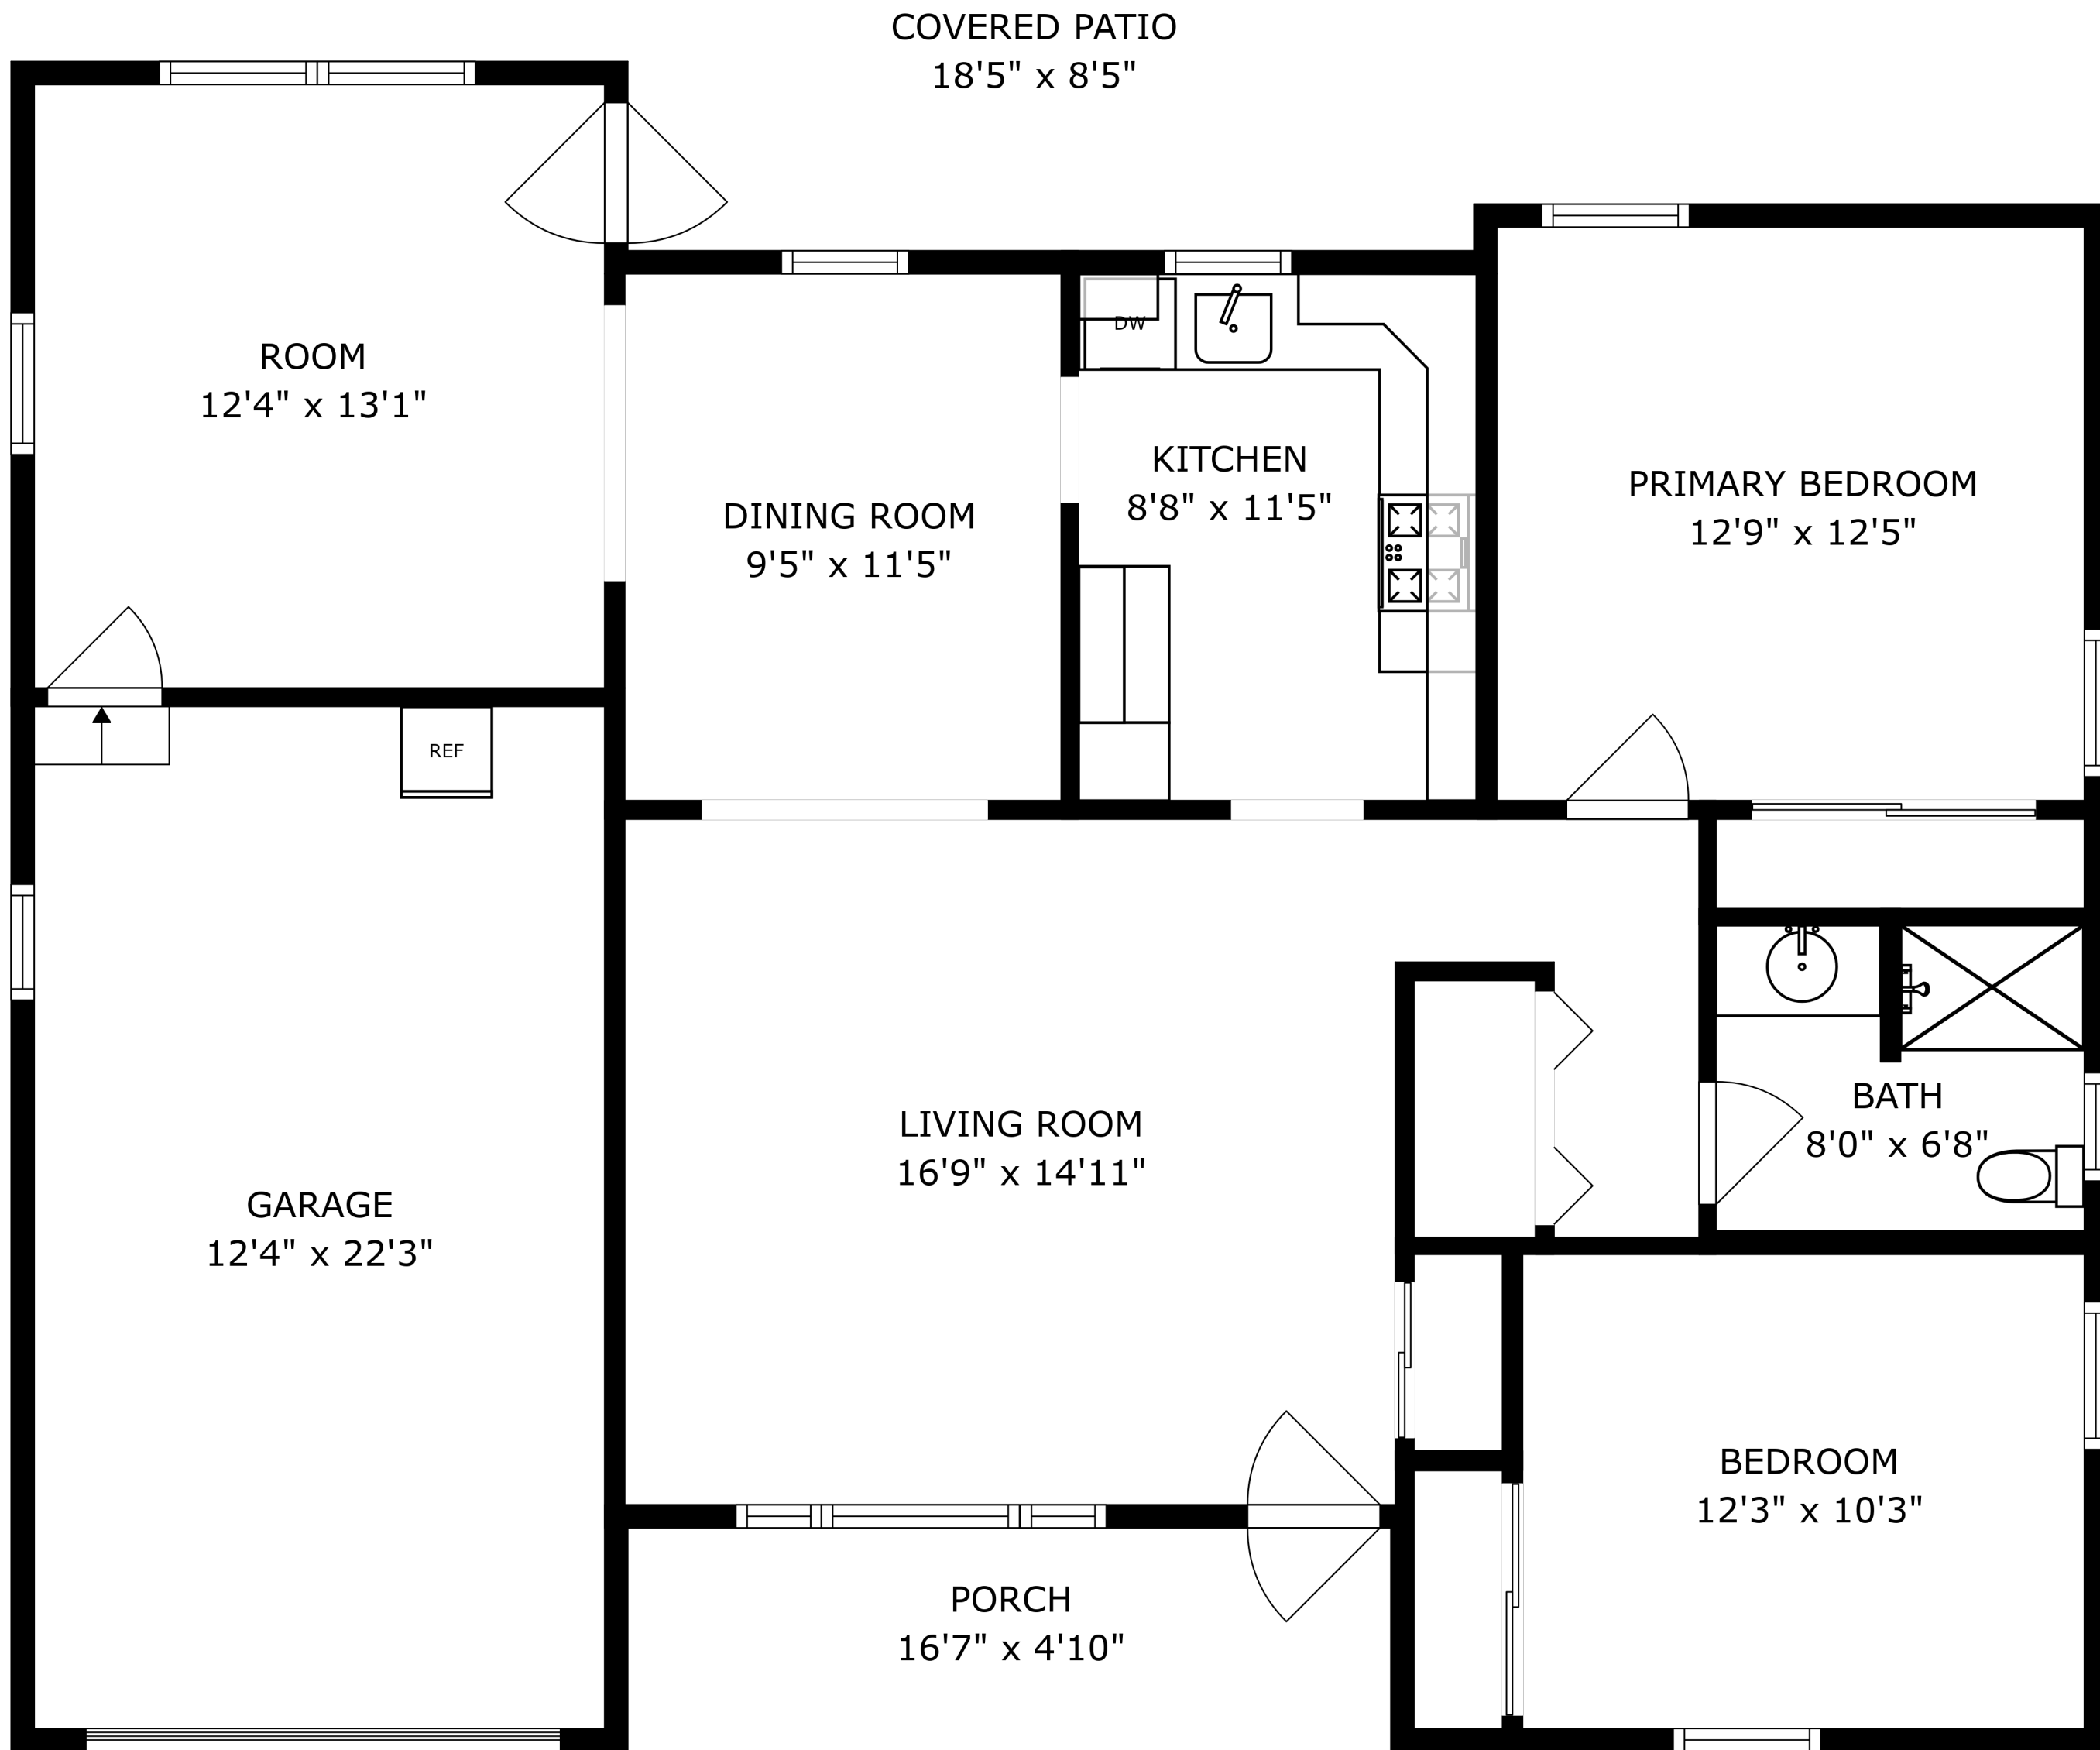 COVERED PATIO
18'5" x 8'5"
ROOM
12'4" x 13'1"
DINING ROOM
9'5" x 11'5"
DW
KITCHEN
8'8" x 11'5"
PRIMARY BEDROOM
12'9" x 12'5"
REF
GARAGE
12'4" x 22'3"
LIVING ROOM
16'9" x 14'11"
BATH
8'0" x 6'8"
BEDROOM
12'3" x 10'3"
PORCH
16'7" x 4'10"